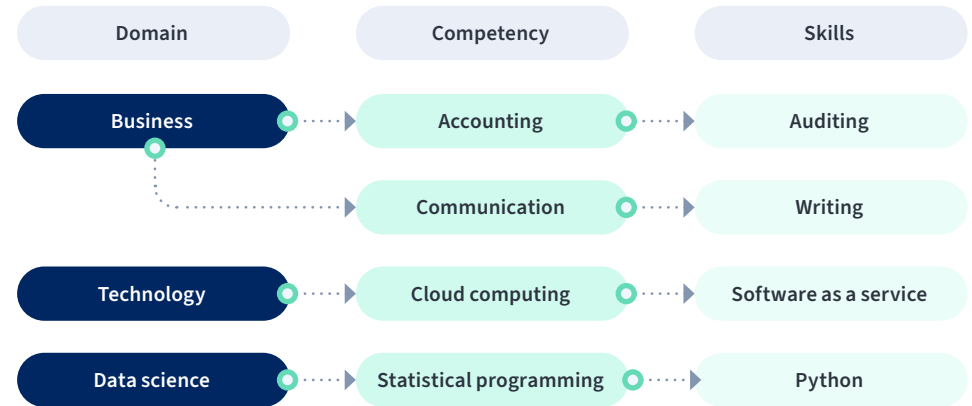 Domain
Competency
Skills
Business
Accounting
Auditing
Communication
Writing
Technology
Cloud computing
Software as a service
Data science
Statistical programming
Python